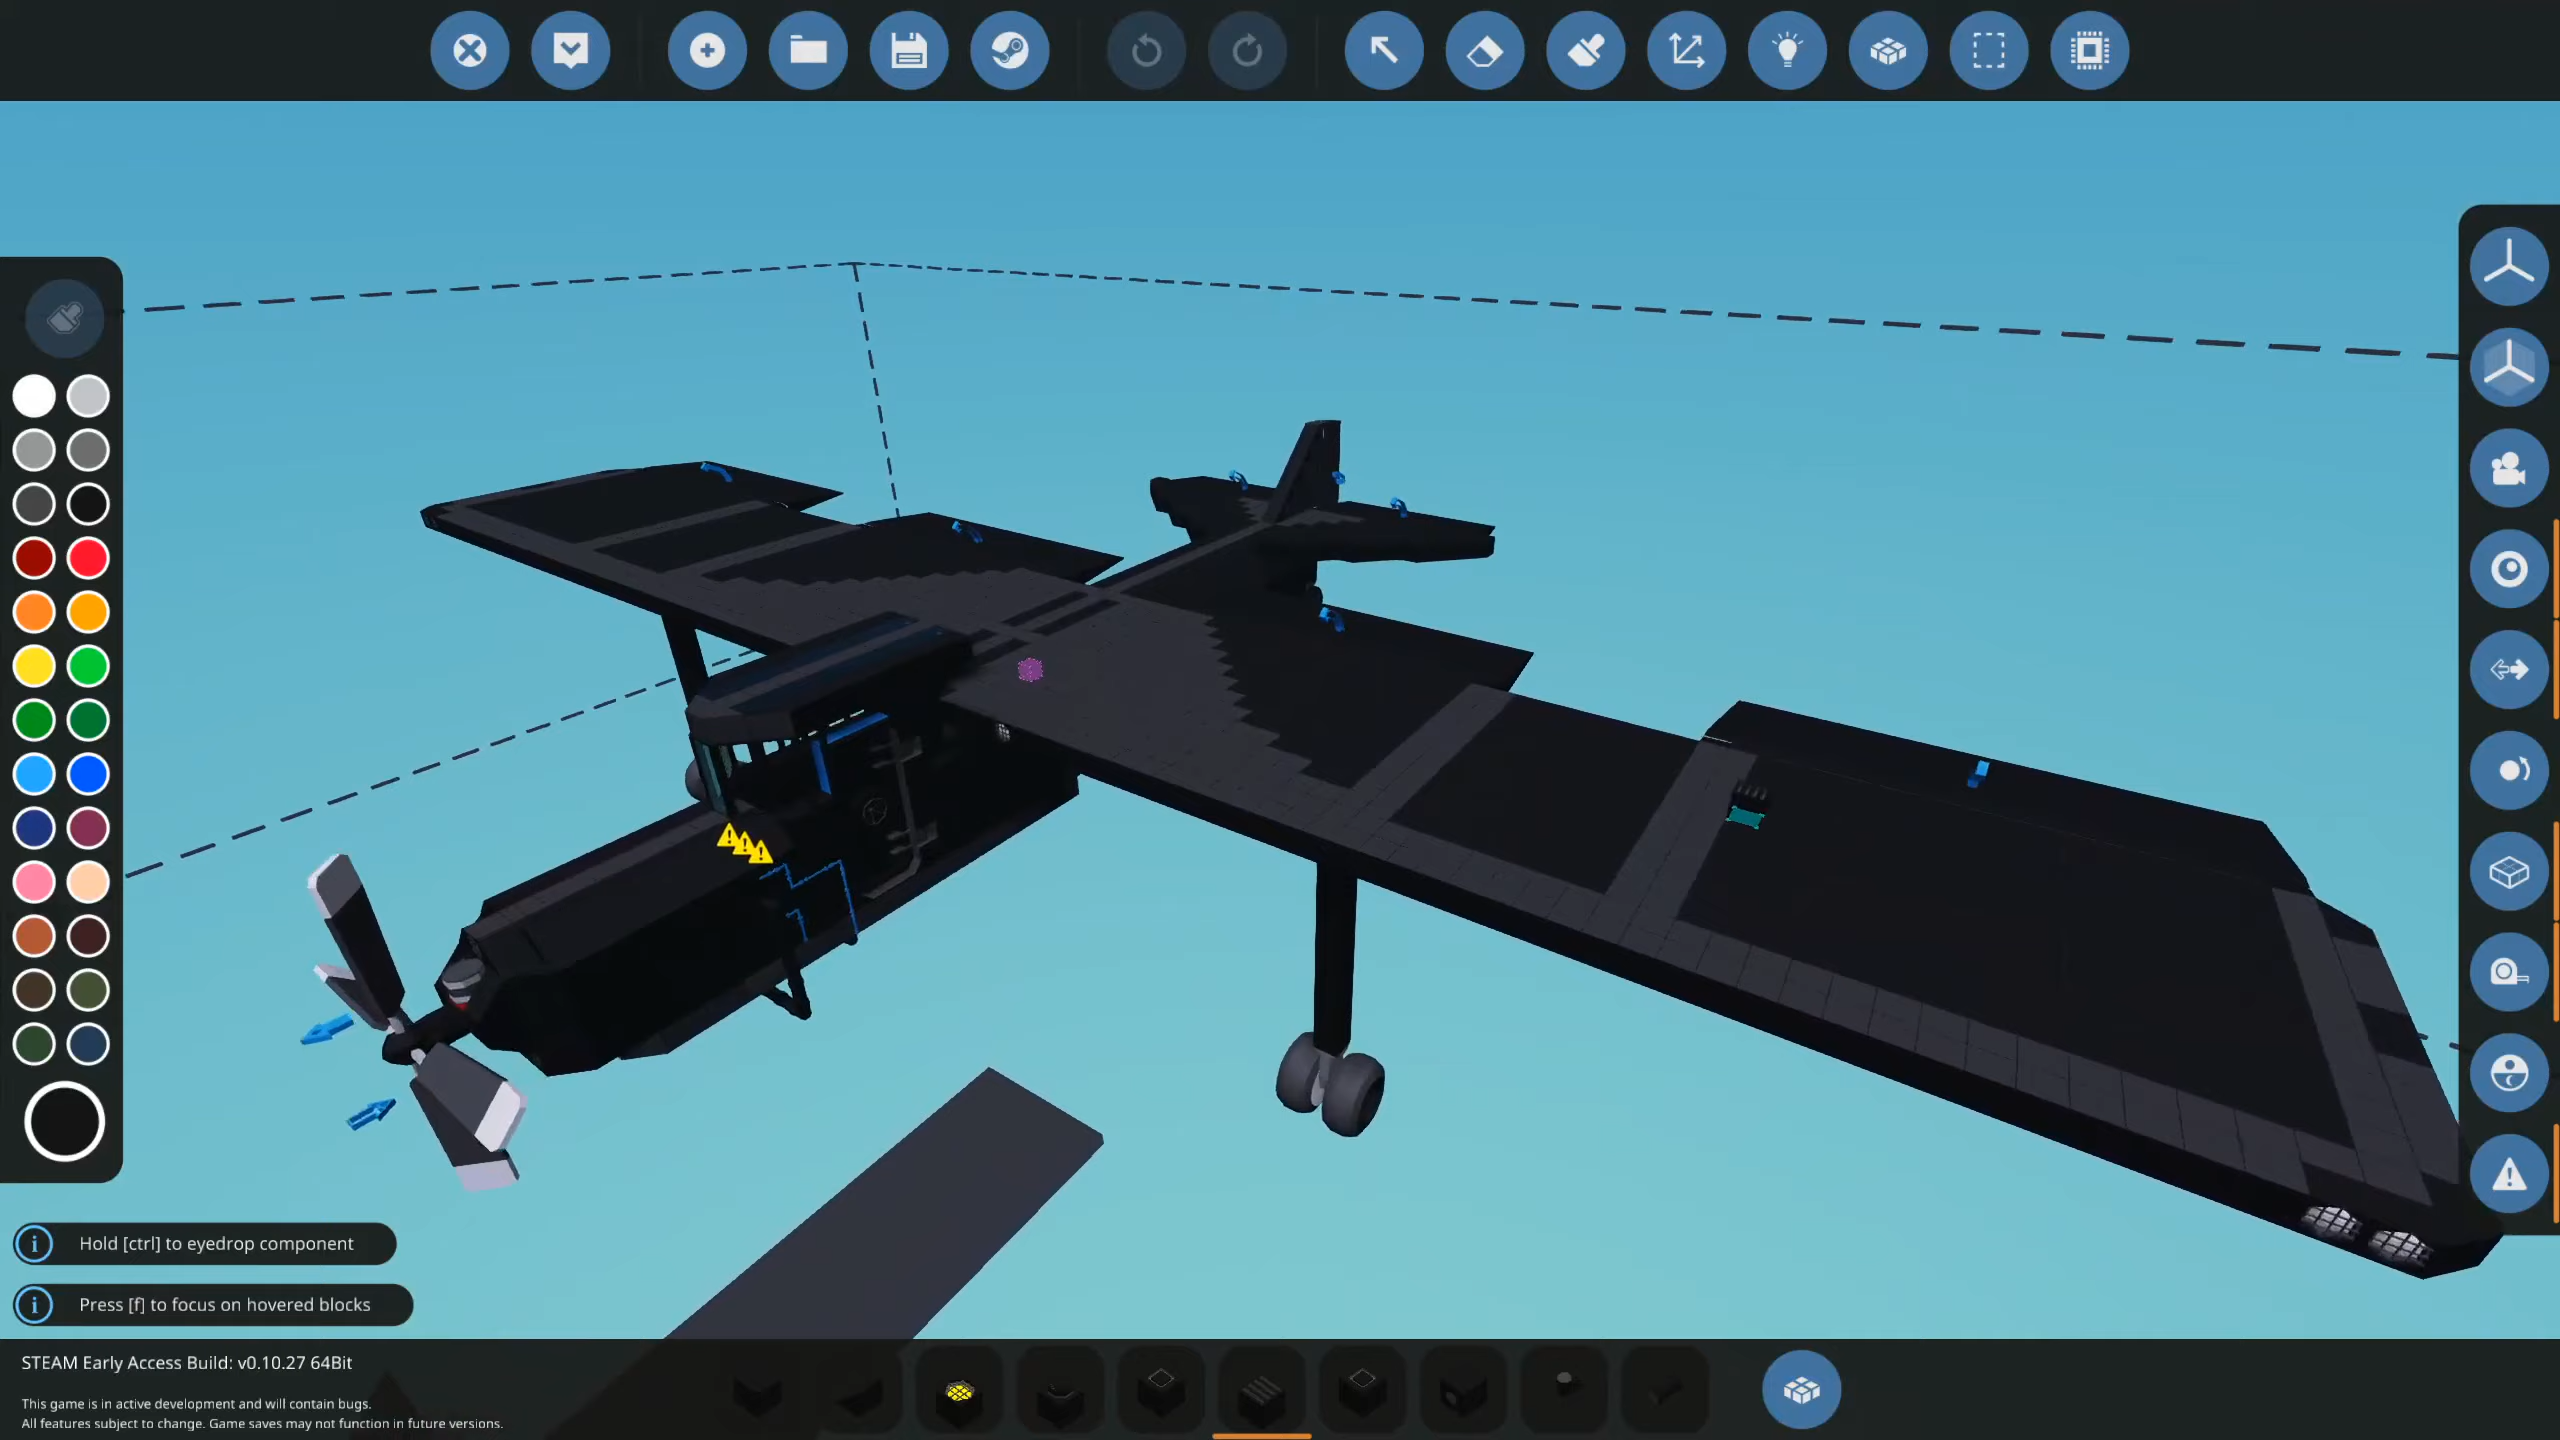 Hold [ctrl] to eyedrop component
Press [f] to focus on hovered blocks
STEAM Early Access Build: v0.10.27 64Bit
This game is in active development and will contain bugs.
All features subject to change. Game saves may not function in future versions.